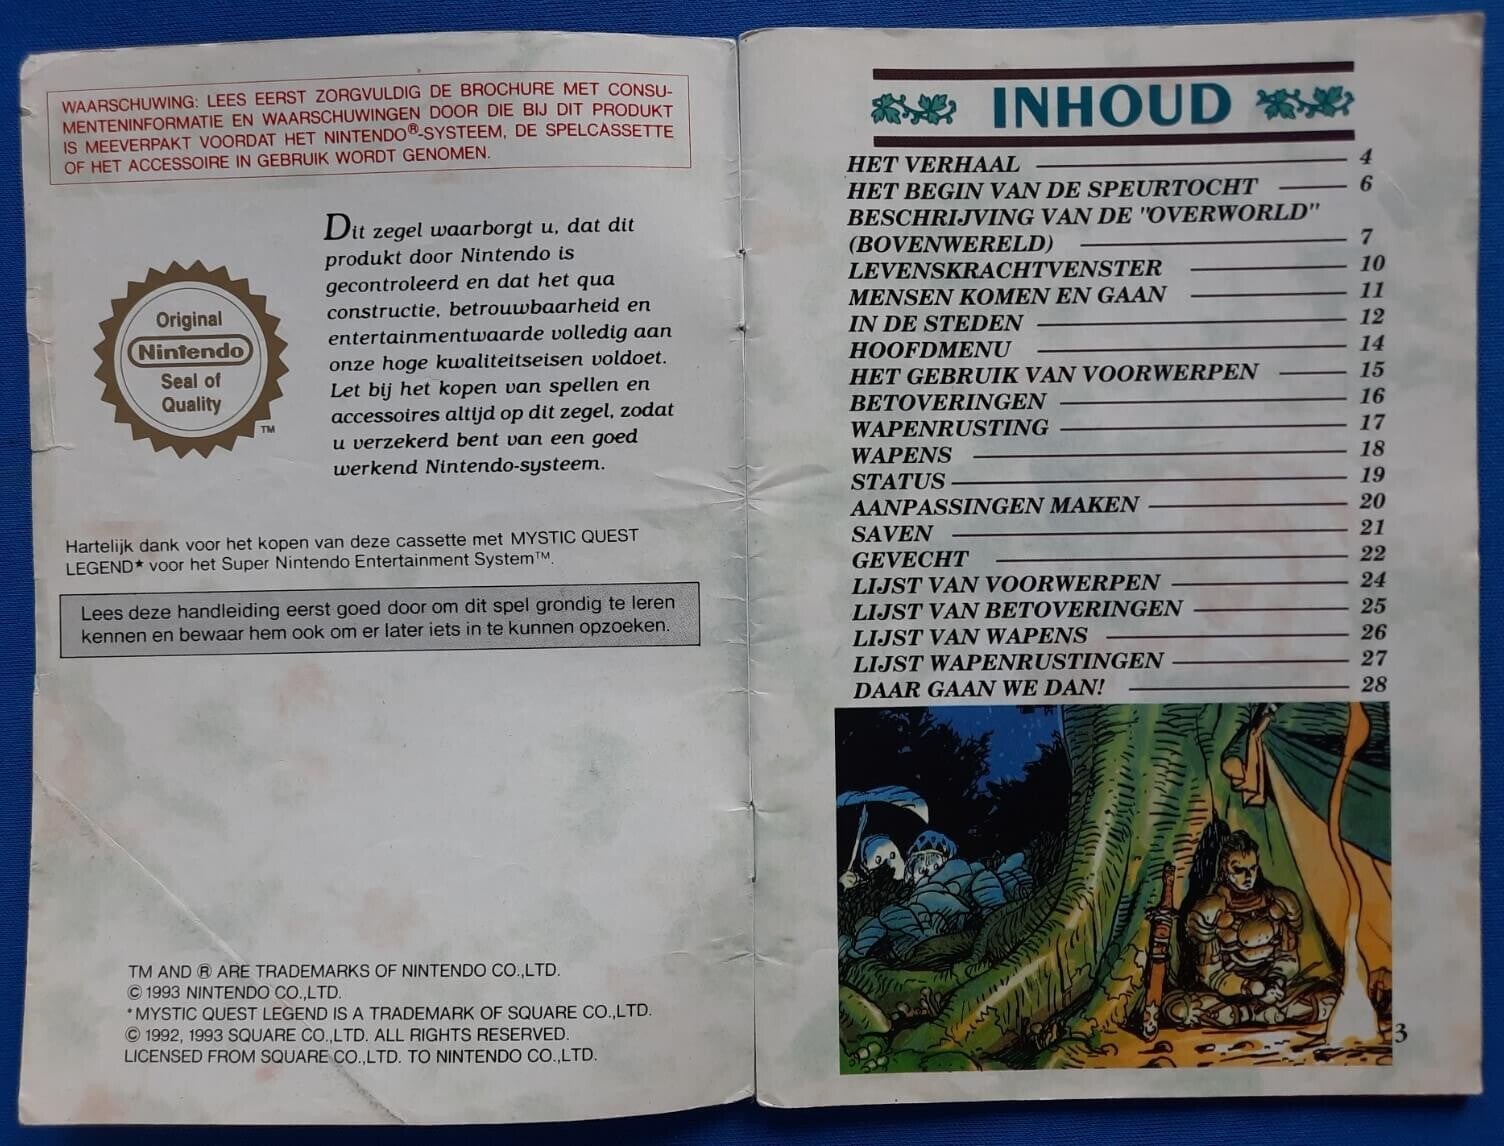 WAARSCHUWING: LEES EERST ZORGVULDIG DE BROCHURE MET CONSU-
MENTENINFORMATIE EN WAARSCHUWINGEN DOOR DIE BIJ DIT PRODUKT
IS MEEVERPAKT VOORDAT HET NINTENDO®-SYSTEEM, DE SPELCASSETTE
OF HET ACCESSOIRE IN GEBRUIK WORDT GENOMEN.
Original
Nintendo
Seal of
Quality
TM
Dit zegel waarborgt u, dat dit
produkt door Nintendo is
gecontroleerd en dat het qua
constructie, betrouwbaarheid en
entertainmentwaarde volledig aan
onze hoge kwaliteitseisen voldoet.
Let bij het kopen van spellen en
accessoires altijd op dit zegel, zodat
u verzekerd bent van een goed
werkend Nintendo-systeem.
Hartelijk dank voor het kopen van deze cassette met MYSTIC QUEST
LEGEND* voor het Super Nintendo Entertainment System™.
Lees deze handleiding eerst goed door om dit spel grondig te leren
kennen en bewaar hem ook om er later iets in te kunnen opzoeken.
TM AND ® ARE TRADEMARKS OF NINTENDO CO.,LTD.
© 1993 NINTENDO CO.,LTD.
*MYSTIC QUEST LEGEND IS A TRADEMARK OF SQUARE CO.,LTD.
© 1992, 1993 SQUARE CO.,LTD. ALL RIGHTS RESERVED.
LICENSED FROM SQUARE CO.,LTD. TO NINTENDO CO.,LTD.
INHOUD
HET VERHAAL 4
HET BEGIN VAN DE SPEURTOCHT 6
BESCHRIJVING VAN DE "OVERWORLD"
(BOVENWERELD) 7
LEVENSKRACHTVENSTER 10
MENSEN KOMEN EN GAAN 11
IN DE STEDEN 12
HOOFDMENU 14
HET GEBRUIK VAN VOORWERPEN 15
BETOVERINGEN 16
WAPENRUSTING 17
WAPENS 18
STATUS 19
AANPASSINGEN MAKEN 20
SAVEN 21
GEVECHT 22
LIJST VAN VOORWERPEN 24
LIJST VAN BETOVERINGEN 25
LIJST VAN WAPENS 26
LIJST WAPENRUSTINGEN 27
DAAR GAAN WE DAN! 28
3